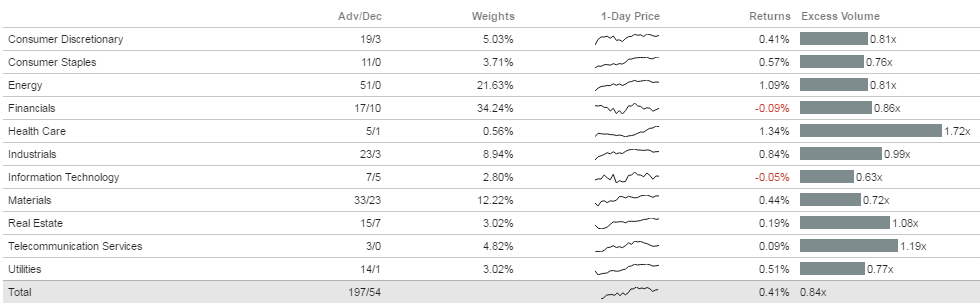 Adv/Dec Weights 1-Day Price Returns Excess Volume
Consumer Discretionary 19/3 5.03% 0.41% 0.81x
Consumer Staples 11/0 3.71% 0.57% 0.76x
Energy 51/0 21.63% 1.09% 0.81x
Financials 17/10 34.24% -0.09% 0.86x
Health Care 5/1 0.56% 1.34% 1.72x
Industrials 23/3 8.94% 0.84% 0.99x
Information Technology 7/5 2.80% -0.05% 0.63x
Materials 33/23 12.22% 0.44% 0.72x
Real Estate 15/7 3.02% 0.19% 1.08x
Telecommunication Services 3/0 4.82% 0.09% 1.19x
Utilities 14/1 3.02% 0.51% 0.77x
Total 197/54 0.41% 0.84x